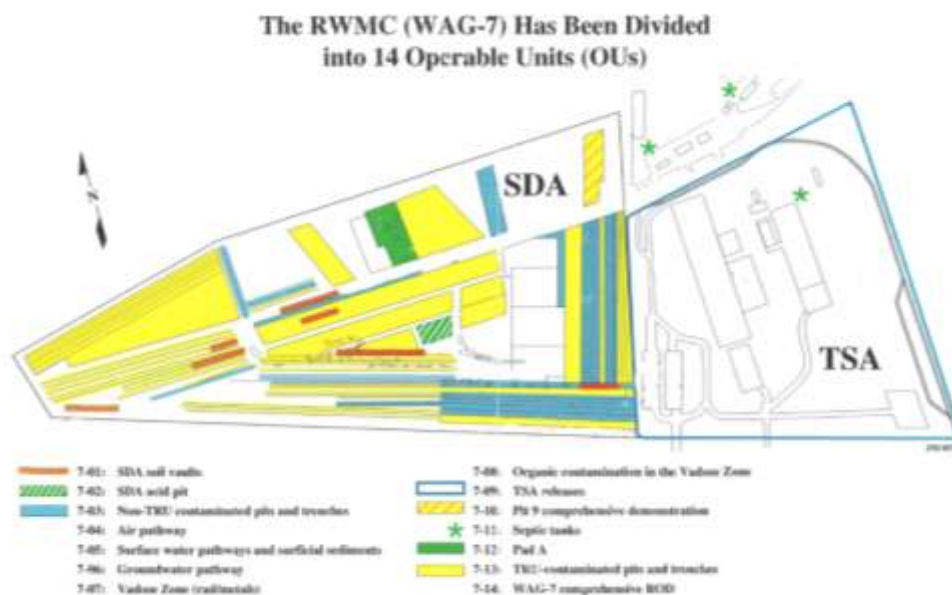 The RWMC (WAG-7) Has Been Divided
into 14 Operable Units (OUs)
N
SDA
TSA
7-01: SDA soil vaults
7-02: SDA acid pit
7-03: Non-TRU contaminated pits and trenches
7-04: Air pathway
7-05: Surface water pathways and surficial sediments
7-06: Groundwater pathway
7-07: Vadose Zone (rad/metals)
7-08: Organic contamination in the Vadose Zone
7-09: TSA releases
7-10: Pit 9 comprehensive demonstration
7-11: Septic tanks
7-12: Pad A
7-13: TRU-contaminated pits and trenches
7-14: WAG-7 comprehensive ROD